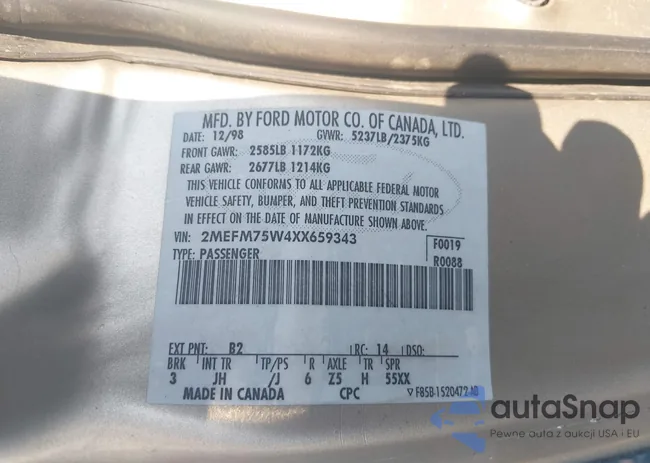 MFD. BY FORD MOTOR CO. OF CANADA, LTD.
DATE: 12/98 GVWR: 5237LB/2375KG
FRONT GAWR: 2585LB 1172KG
REAR GAWR: 2677LB 1214KG
THIS VEHICLE CONFORMS TO ALL APPLICABLE FEDERAL MOTOR
VEHICLE SAFETY, BUMPER, AND THEFT PREVENTION STANDARDS
IN EFFECT ON THE DATE OF MANUFACTURE SHOWN ABOVE.
VIN: 2MEFM75W4XX659343 F0019
TYPE: PASSENGER R0088
EXT PNT: B2 RC: 14 DSO:
BRK INT TR TP/PS R AXLE TR SPR
3 JH /J 6 Z5 H 55XX
MADE IN CANADA CPC F85B-1520472-AB
autaSnap
Pewne auta z aukcji USA i EU